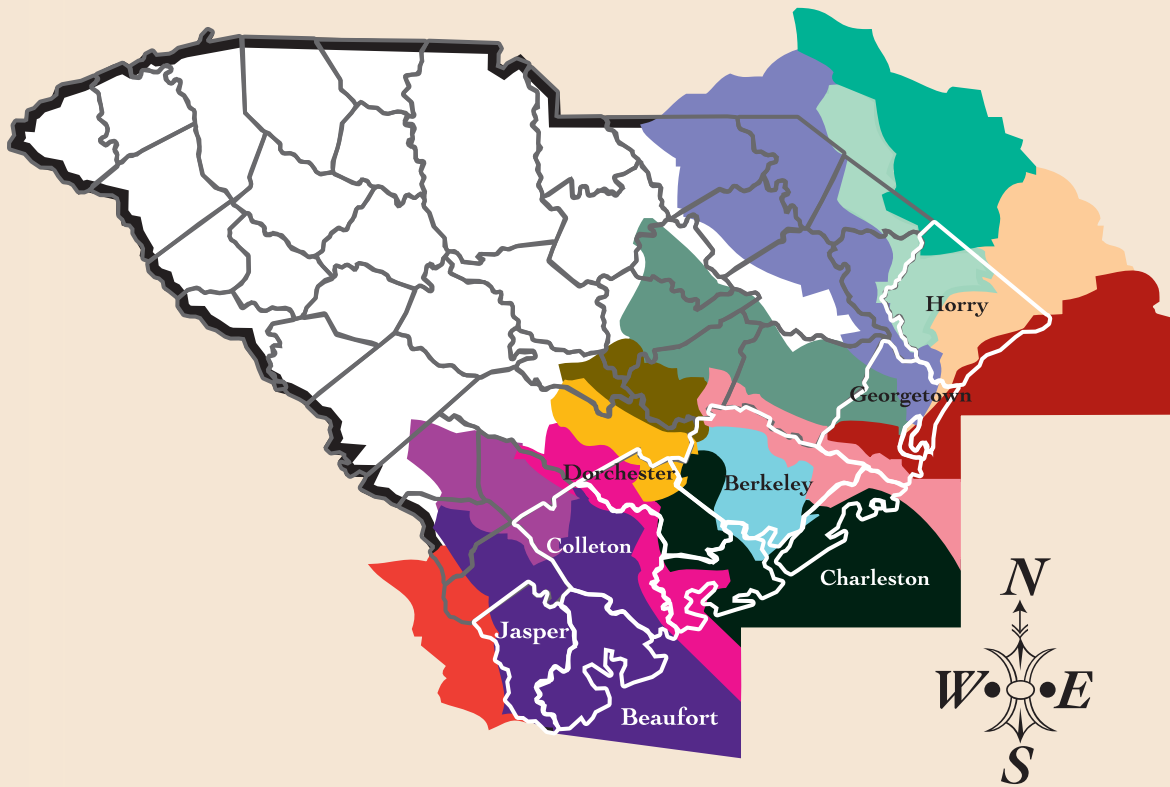 Horry
Georgetown
Dorchester
Berkeley
Colleton
Charleston
Jasper
Beaufort
N
W
E
S